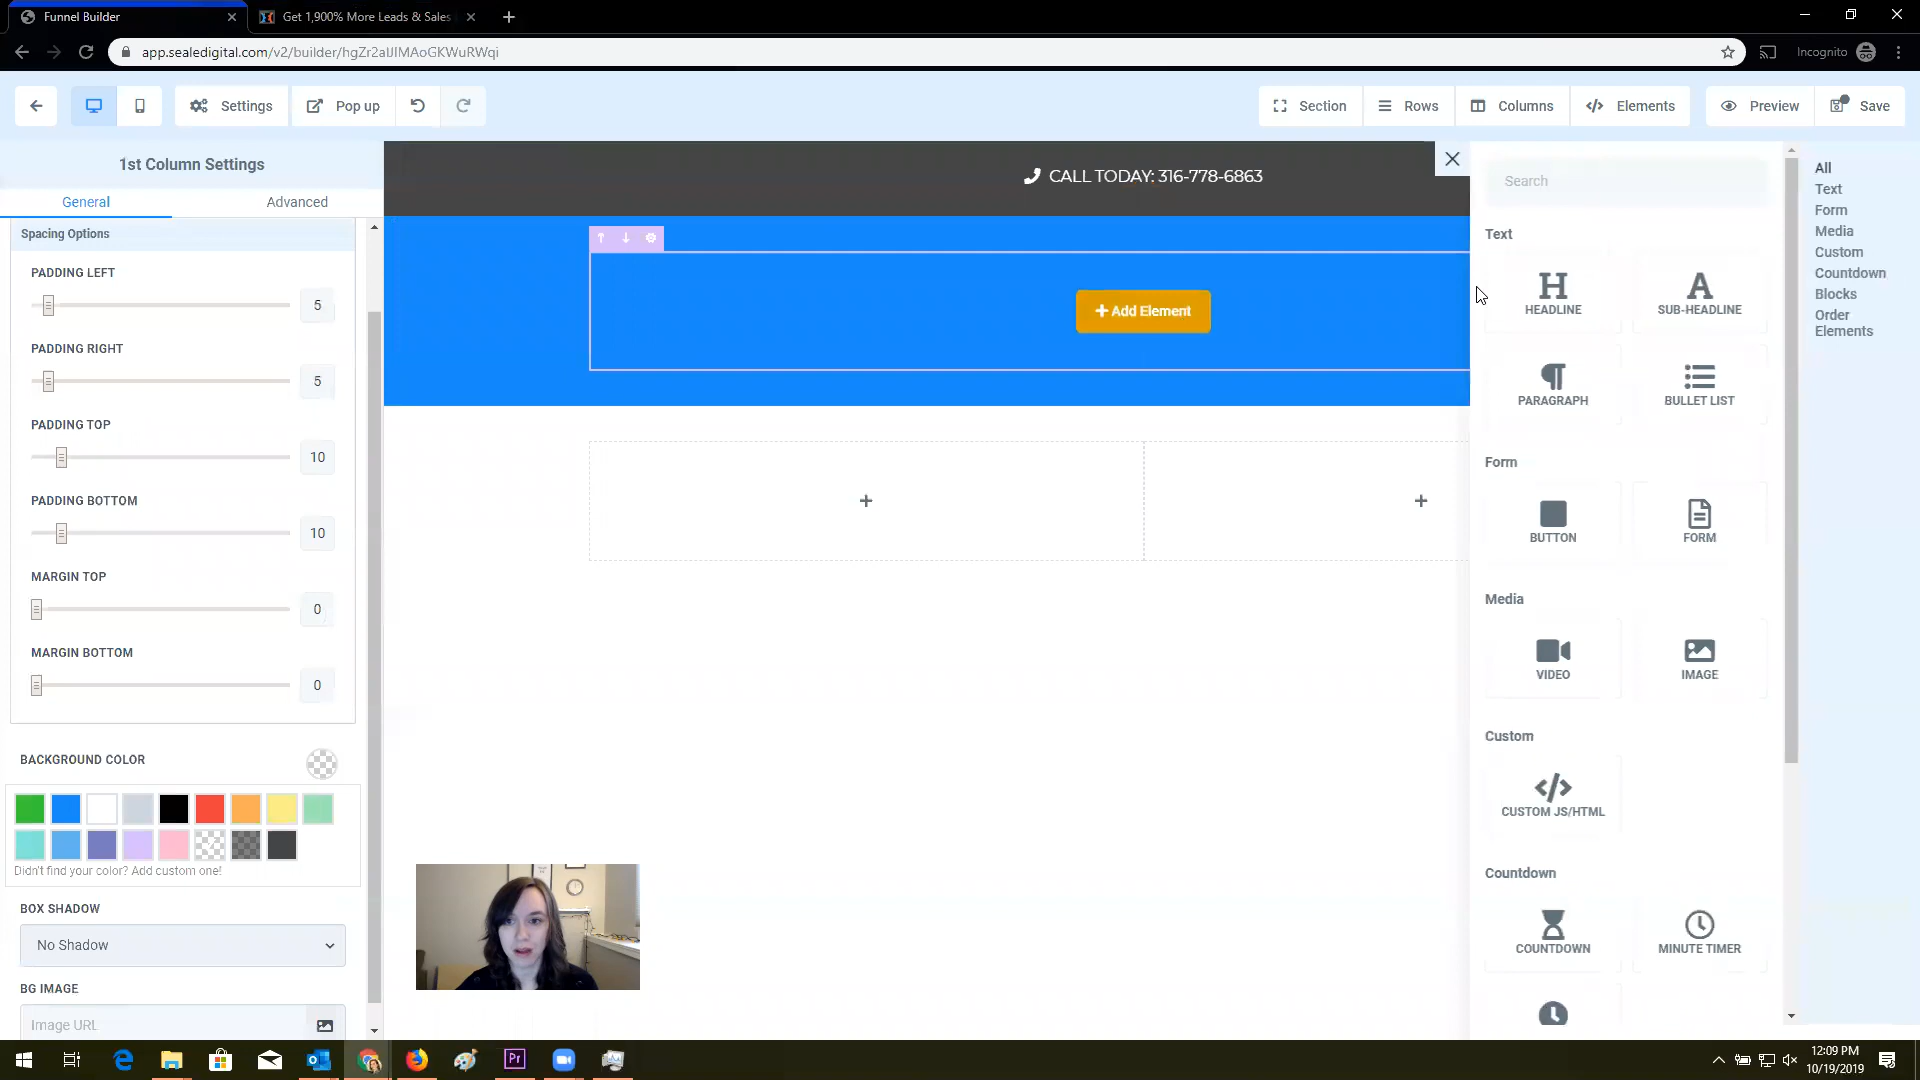 Funnel Builder
Get 1,900% More Leads & Sales
app.sealedigital.com/v2/builder/hgZr2alJIMAoGKWuRWqi
Incognito
Settings
Pop up
Section
Rows
Columns
Elements
Preview
Save
1st Column Settings
General
Advanced
Spacing Options
PADDING LEFT
5
PADDING RIGHT
5
PADDING TOP
10
PADDING BOTTOM
10
MARGIN TOP
0
MARGIN BOTTOM
0
BACKGROUND COLOR
Didn't find your color? Add custom one!
BOX SHADOW
No Shadow
BG IMAGE
Image URL
CALL TODAY: 316-778-6863
Add Element
Search
Text
HEADLINE
SUB-HEADLINE
PARAGRAPH
BULLET LIST
Form
BUTTON
FORM
Media
VIDEO
IMAGE
Custom
CUSTOM JS/HTML
Countdown
COUNTDOWN
MINUTE TIMER
All
Text
Form
Media
Custom
Countdown
Blocks
Order
Elements
12:09 PM
10/19/2019